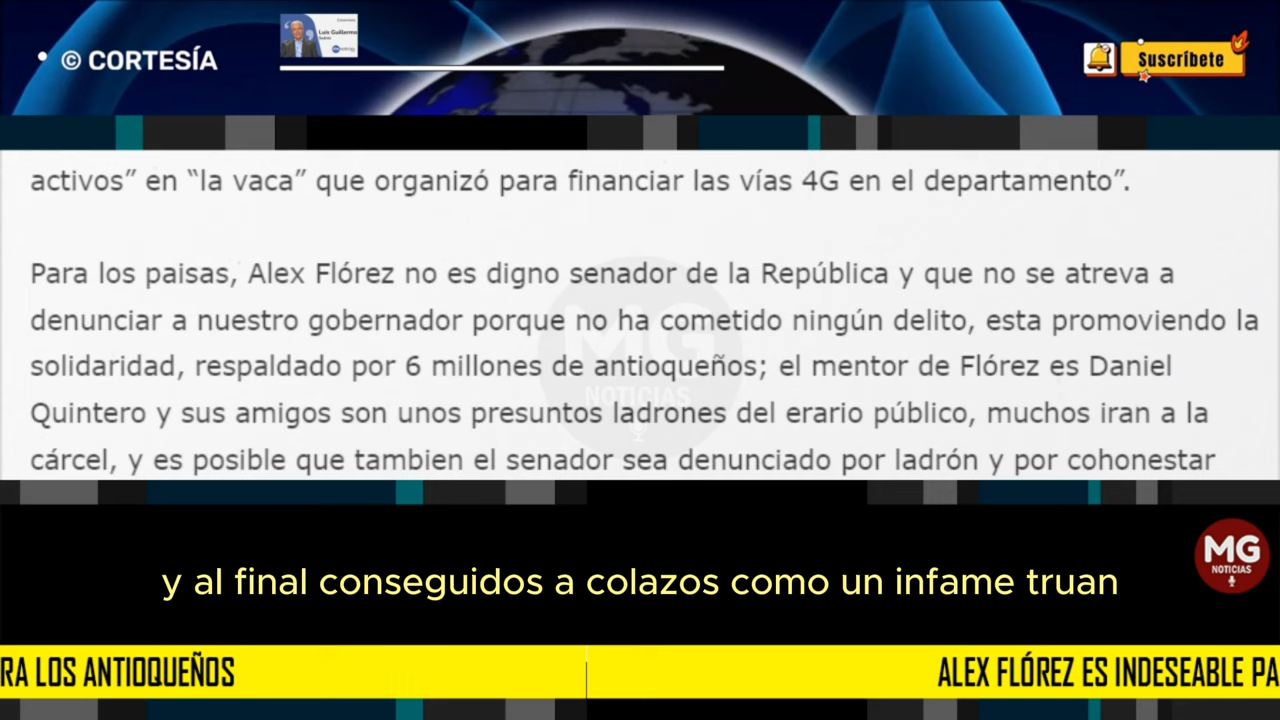 © CORTESÍA
Luis Guillermo
Suscríbete
activos” en “la vaca” que organizó para financiar las vías 4G en el departamento”.
Para los paisas, Alex Flórez no es digno senador de la República y que no se atreva a
denunciar a nuestro gobernador porque no ha cometido ningún delito, esta promoviendo la
solidaridad, respaldado por 6 millones de antioqueños; el mentor de Flórez es Daniel
Quintero y sus amigos son unos presuntos ladrones del erario público, muchos iran a la
cárcel, y es posible que tambien el senador sea denunciado por ladrón y por cohonestar
MG
NOTICIAS
y al final conseguidos a colazos como un infame truan
MG
NOTICIAS
RA LOS ANTIOQUEÑOS
ALEX FLÓREZ ES INDESEABLE PA